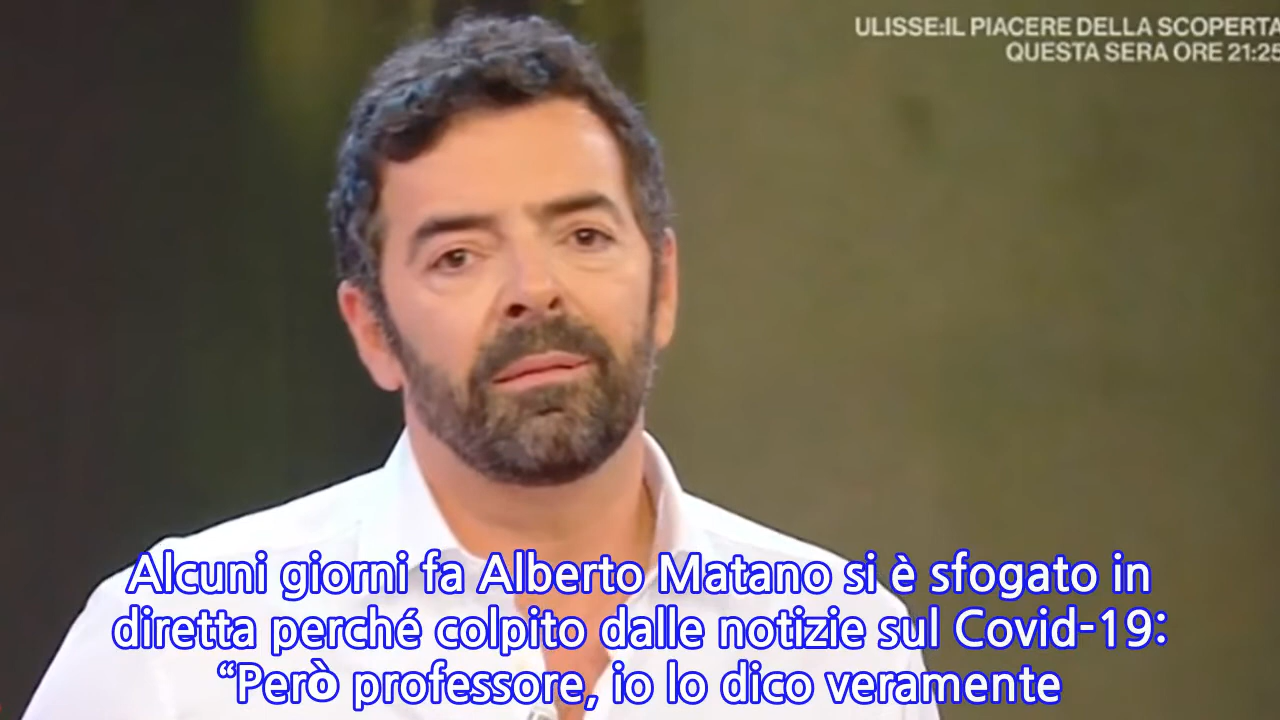 ULISSE:IL PIACERE DELLA SCOPERTA
QUESTA SERA ORE 21:25
Alcuni giorni fa Alberto Matano si è sfogato in
diretta perché colpito dalle notizie sul Covid-19:
“Però professore, io lo dico veramente